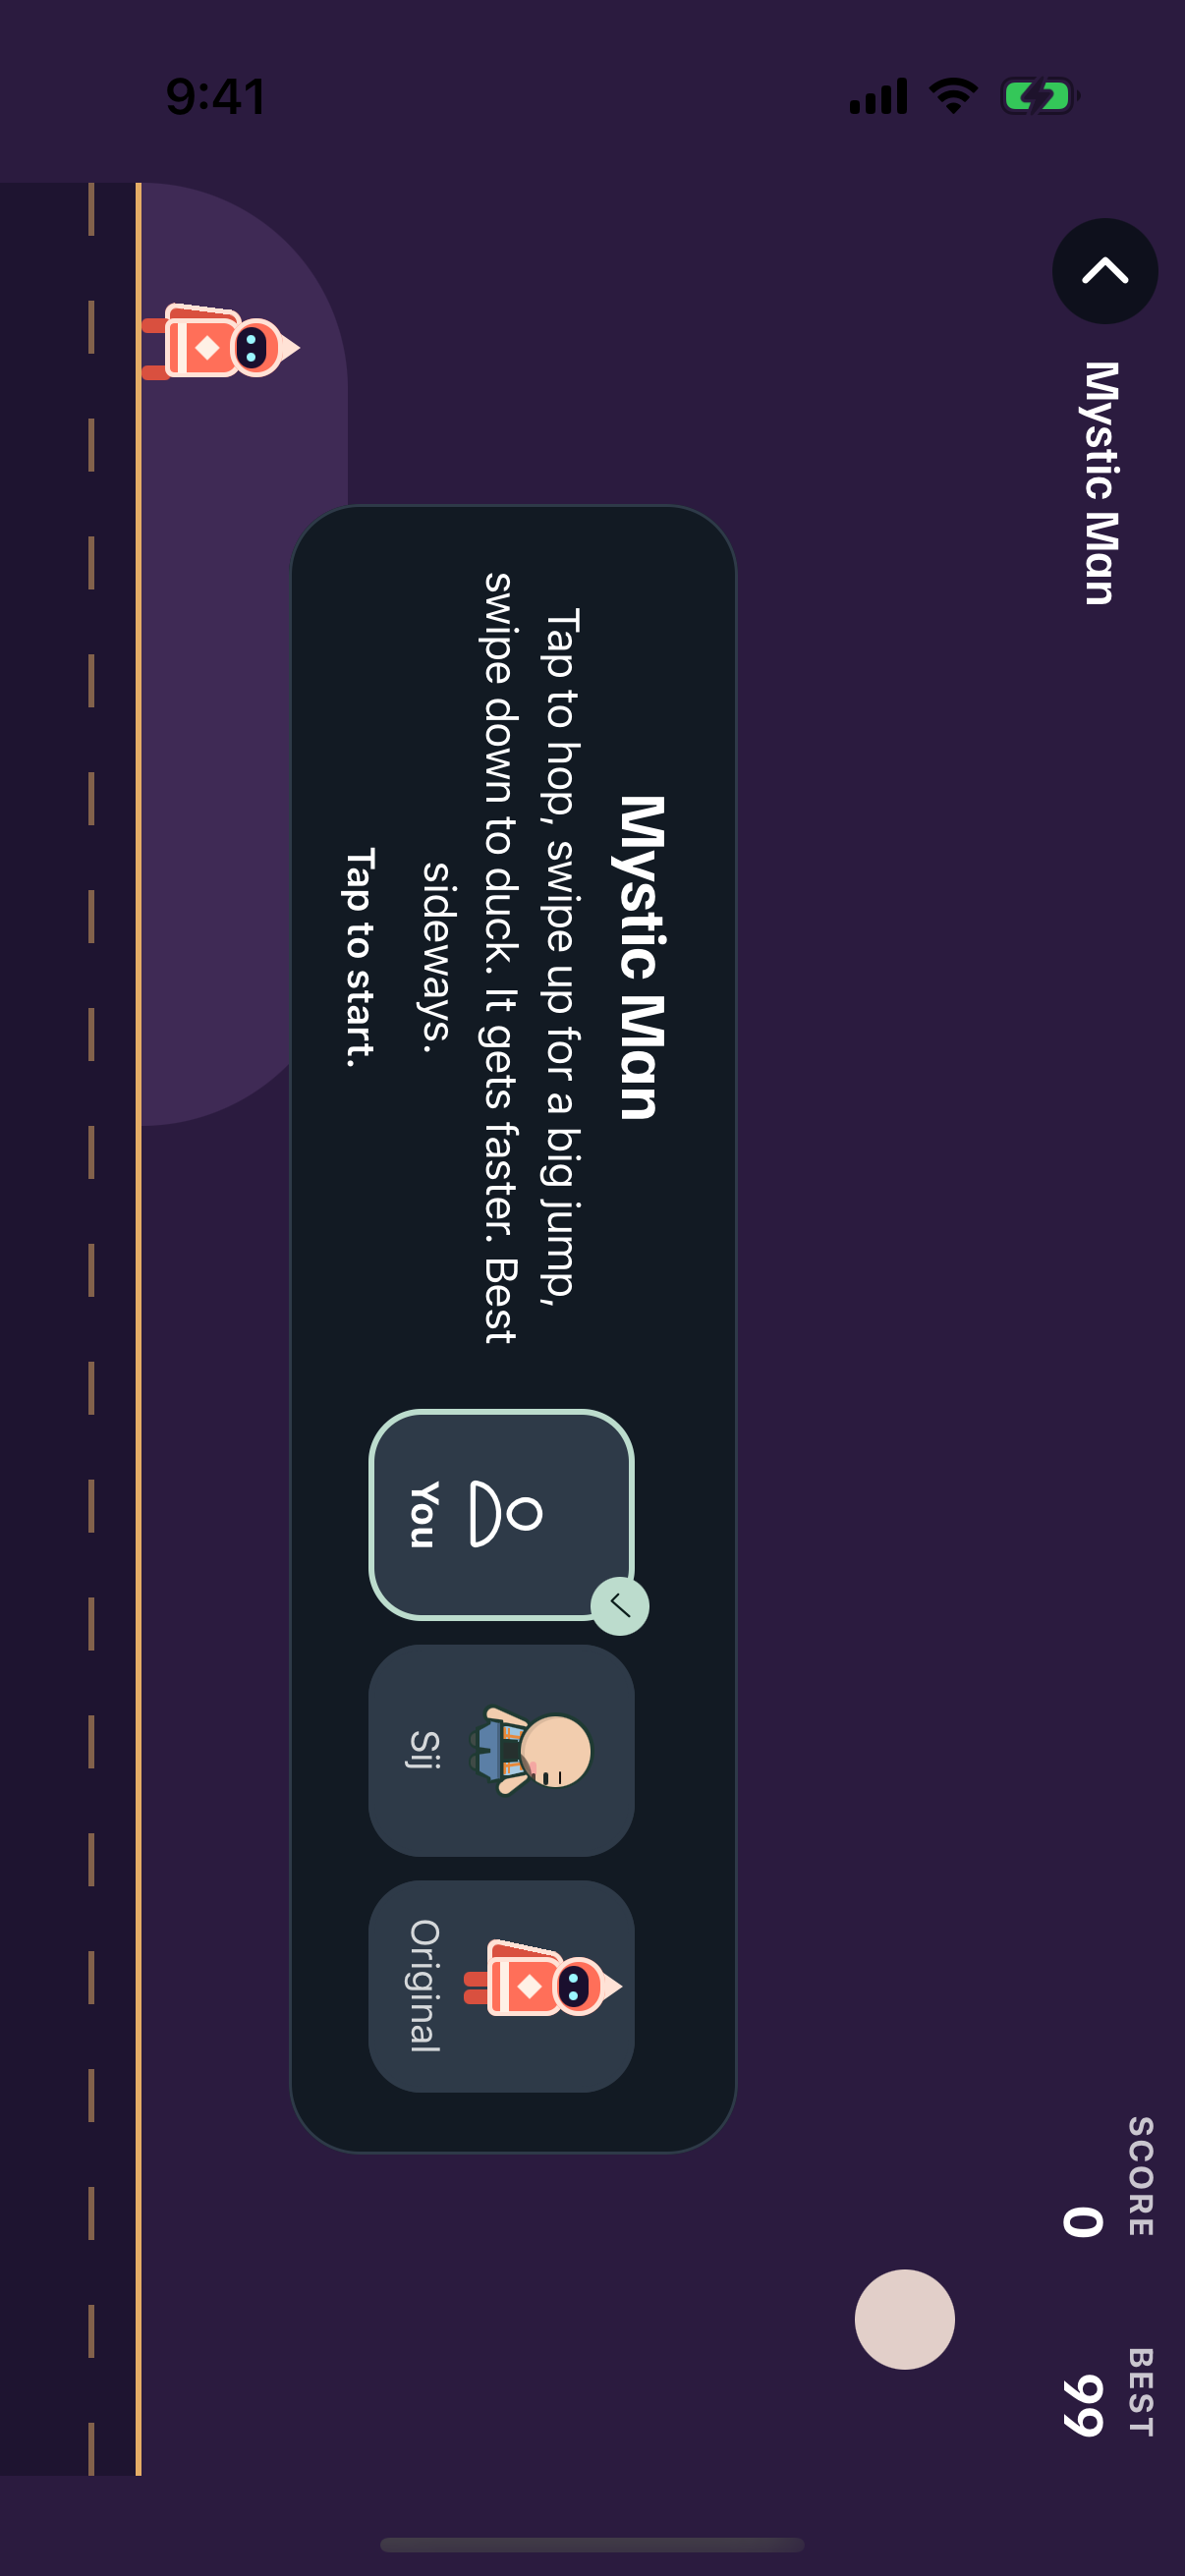 9:41
Mystic Man
SCORE
0
BEST
99
Mystic Man
Tap to hop, swipe up for a big jump,
swipe down to duck. It gets faster. Best
sideways.
Tap to start.
You
Sij
Original